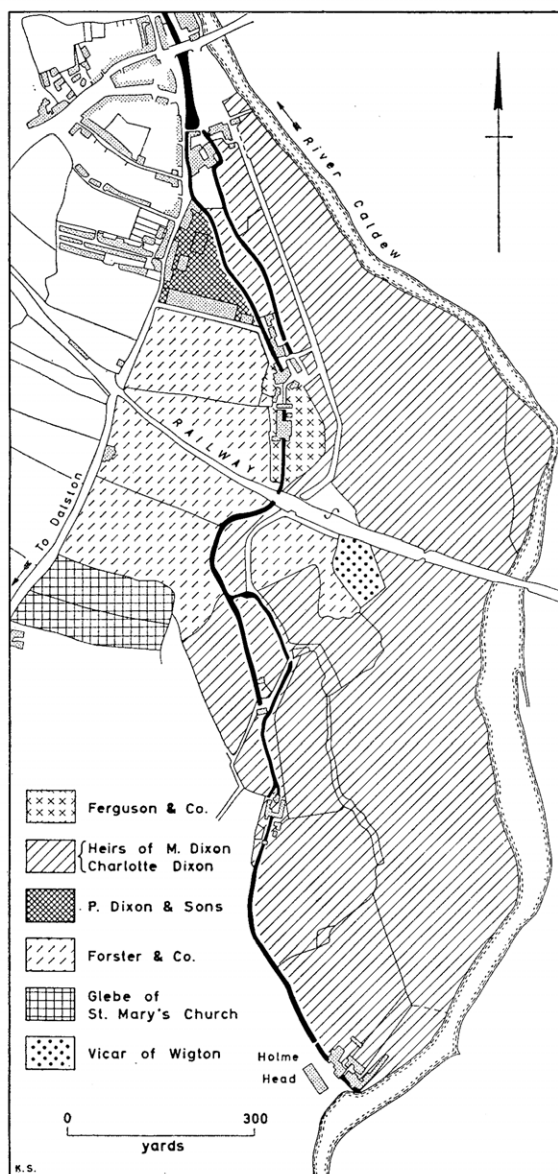 River Caldew
RAILWAY
To Dalston
Ferguson & Co.
Heirs of M. Dixon
Charlotte Dixon
P. Dixon & Sons
Forster & Co.
Glebe of
St. Mary's Church
Vicar of Wigton
Holme
Head
0 300
yards
K.S.